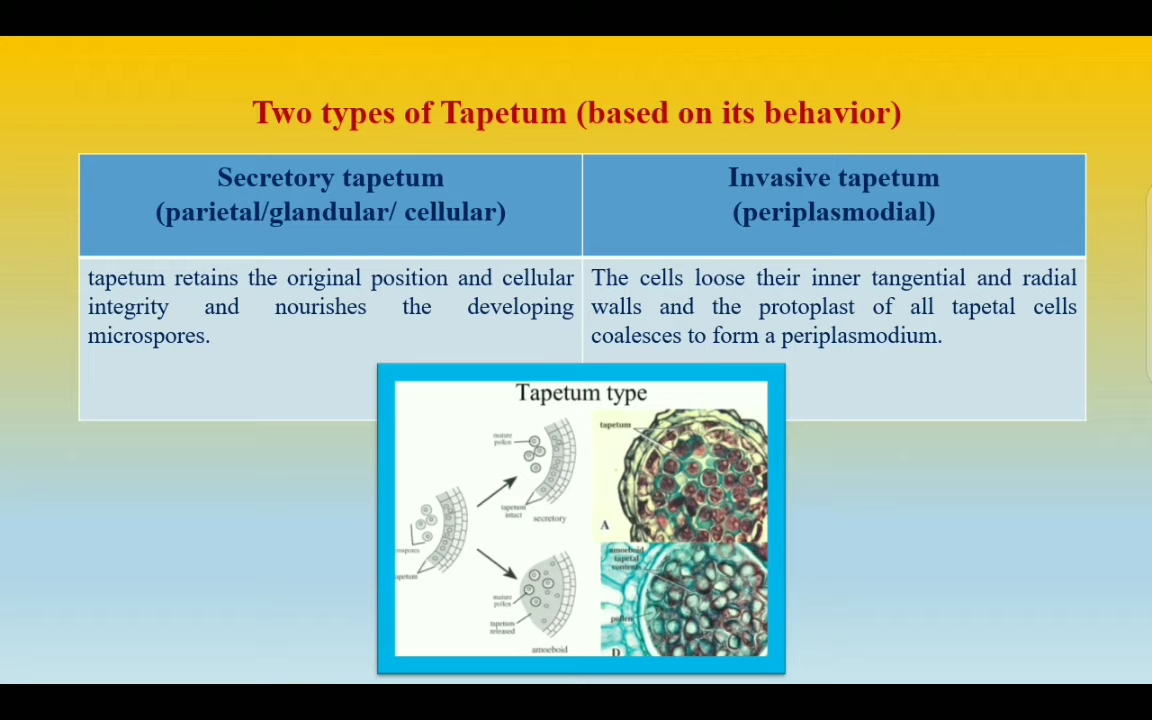 Two types of Tapetum (based on its behavior)
Secretory tapetum
(parietal/glandular/ cellular)
Invasive tapetum
(periplasmodial)
tapetum retains the original position and cellular
integrity and nourishes the developing
microspores.
The cells loose their inner tangential and radial
walls and the protoplast of all tapetal cells
coalesces to form a periplasmodium.
Tapetum type
mature
pollen
tapetum
intact
secretory
rospores
apetum
mature
pollen
tapetum
released
amoeboid
tapetum
A
amoeboid
tapetal
contents
pollen
D